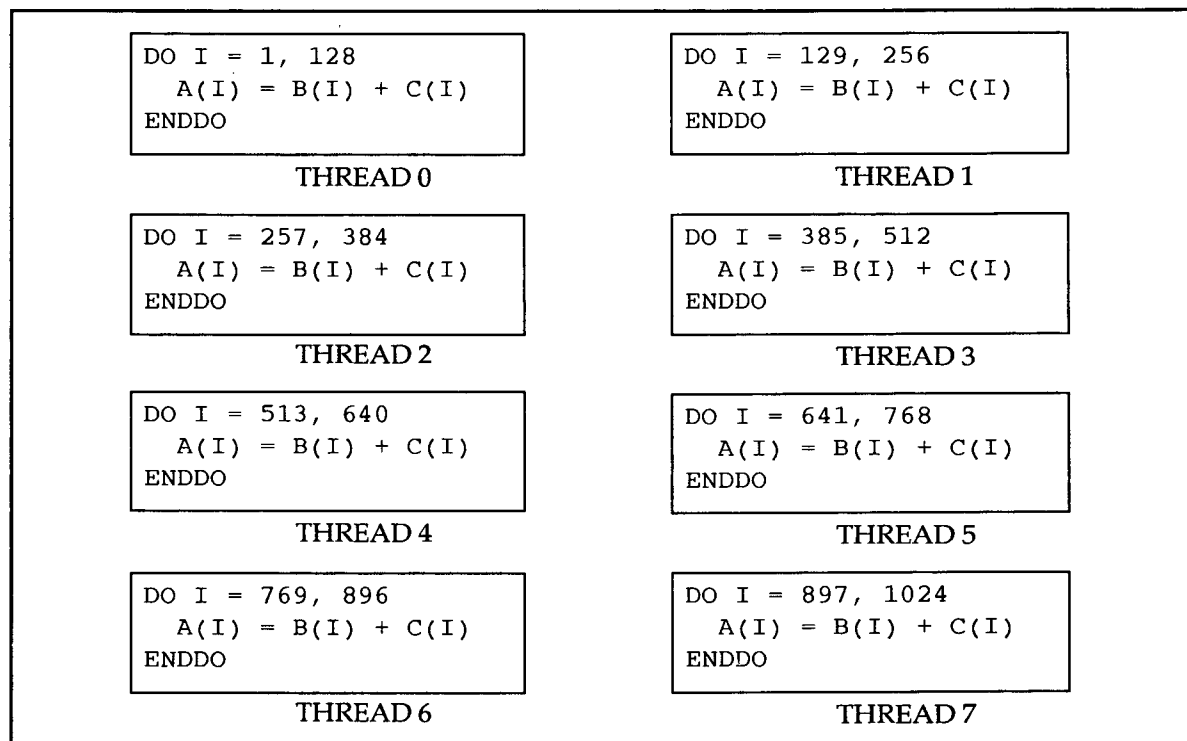 DO I = 1, 128
A(I) = B(I) + C(I)
ENDDO
THREAD 0
DO I = 129, 256
A(I) = B(I) + C(I)
ENDDO
THREAD 1
DO I = 257, 384
A(I) = B(I) + C(I)
ENDDO
THREAD 2
DO I = 385, 512
A(I) = B(I) + C(I)
ENDDO
THREAD 3
DO I = 513, 640
A(I) = B(I) + C(I)
ENDDO
THREAD 4
DO I = 641, 768
A(I) = B(I) + C(I)
ENDDO
THREAD 5
DO I = 769, 896
A(I) = B(I) + C(I)
ENDDO
THREAD 6
DO I = 897, 1024
A(I) = B(I) + C(I)
ENDDO
THREAD 7